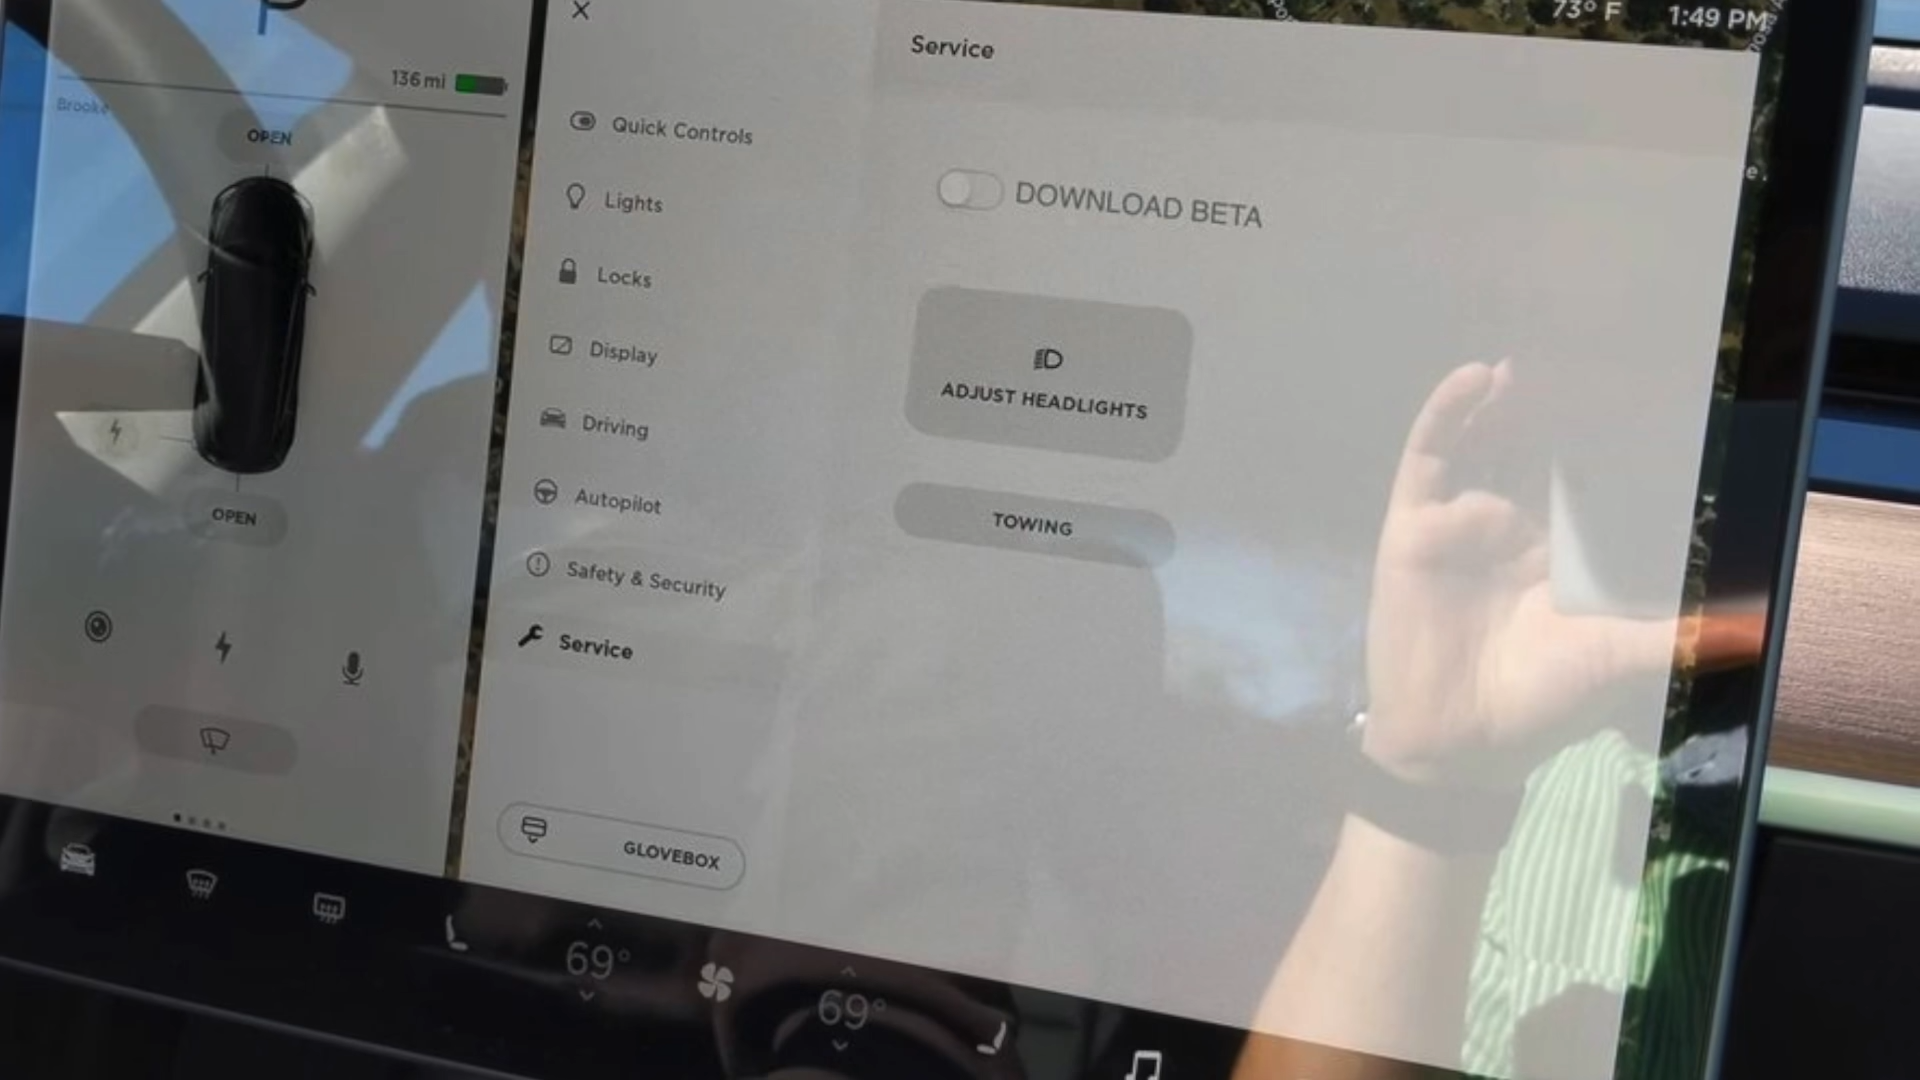 136 mi
Brooke
OPEN
OPEN
Quick Controls
Lights
Locks
Display
Driving
Autopilot
Safety & Security
Service
GLOVEBOX
73° F 1:49 PM
Service
DOWNLOAD BETA
ADJUST HEADLIGHTS
TOWING
69°
69°